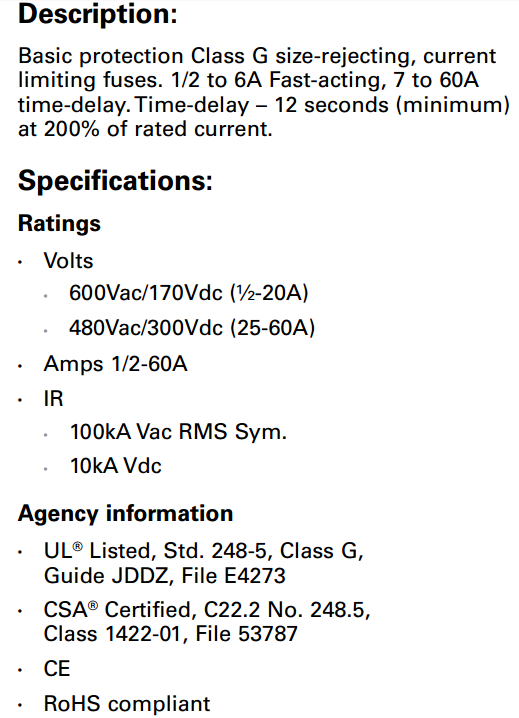 Description:
Basic protection Class G size-rejecting, current
limiting fuses. 1/2 to 6A Fast-acting, 7 to 60A
time-delay. Time-delay – 12 seconds (minimum)
at 200% of rated current.
Specifications:
Ratings
• Volts
• 600Vac/170Vdc (½-20A)
• 480Vac/300Vdc (25-60A)
• Amps 1/2-60A
• IR
• 100kA Vac RMS Sym.
• 10kA Vdc
Agency information
• UL® Listed, Std. 248-5, Class G,
Guide JDDZ, File E4273
• CSA® Certified, C22.2 No. 248.5,
Class 1422-01, File 53787
• CE
• RoHS compliant